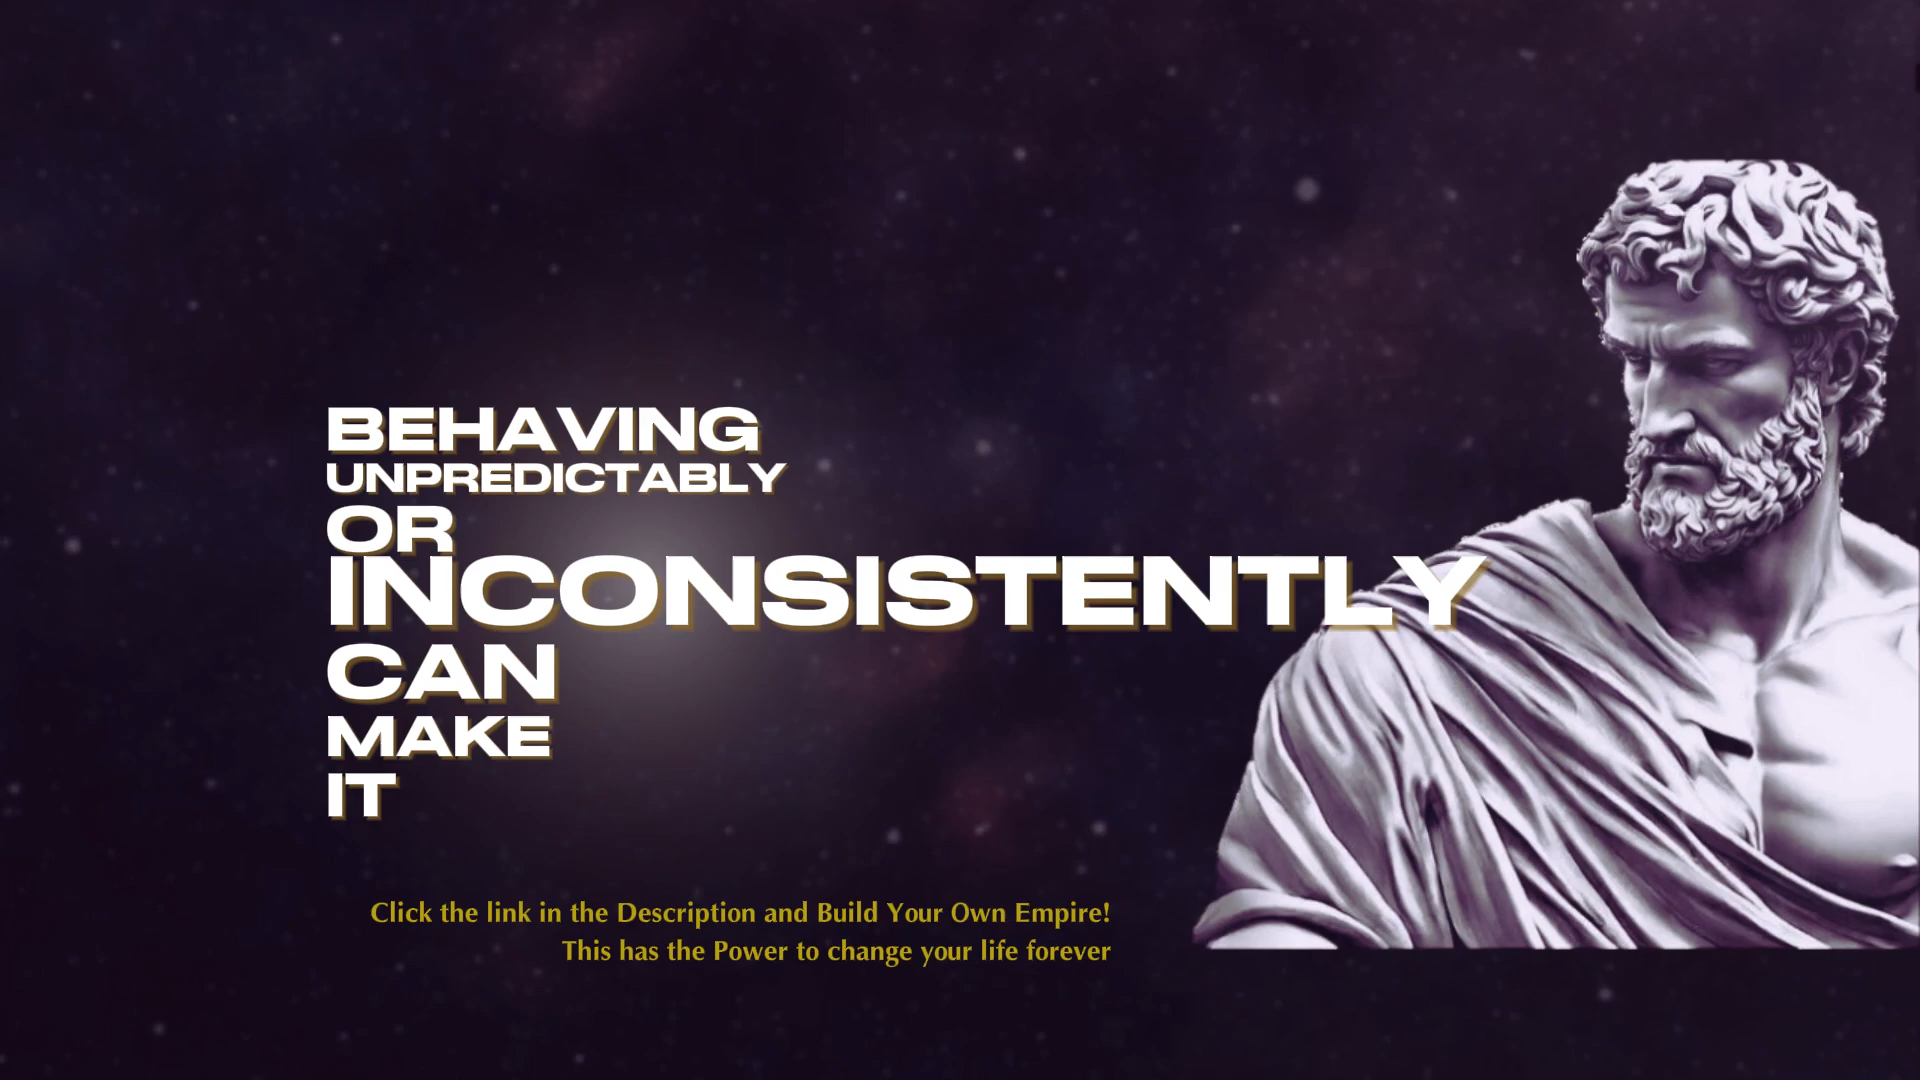 BEHAVING
UNPREDICTABLY
OR
INCONSISTENTLY
CAN
MAKE
IT
Click the link in the Description and Build Your Own Empire!
This has the Power to change your life forever